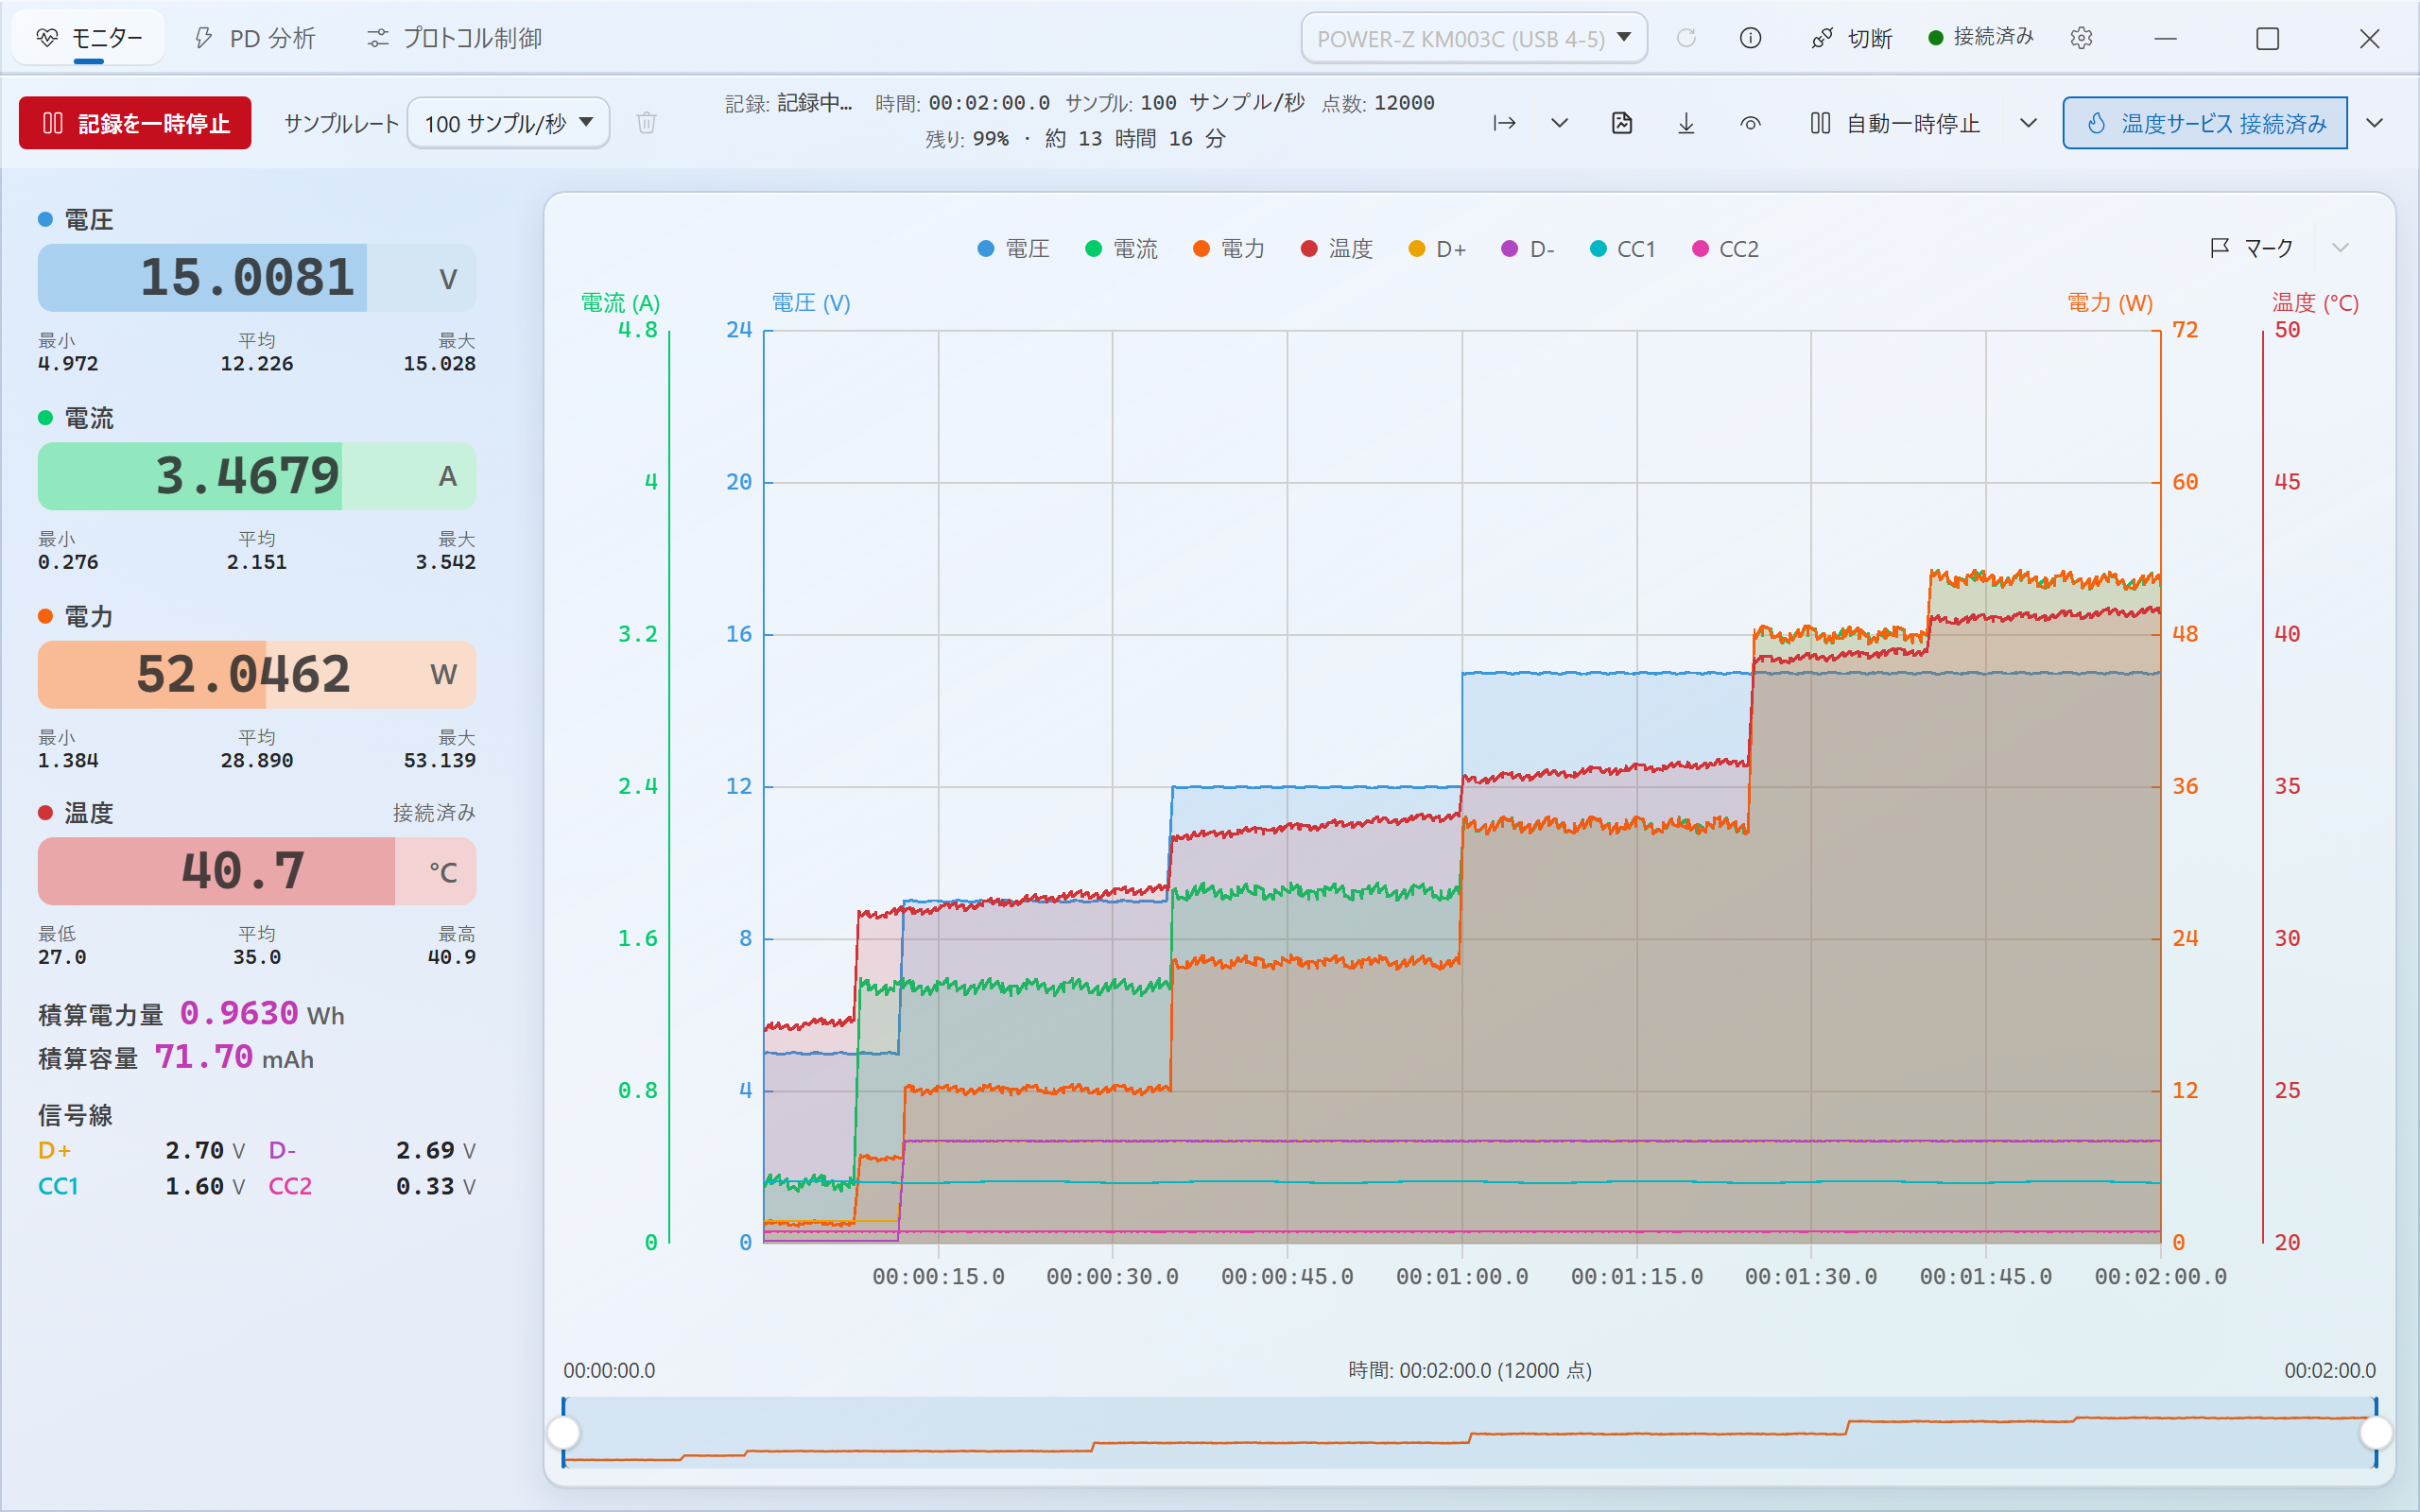 モニター PD 分析 プロトコル制御 POWER-Z KM003C (USB 4-5) 切断 接続済み
記録を一時停止 サンプルレート 100 サンプル/秒 記録: 記録中… 時間: 00:02:00.0 サンプル: 100 サンプル/秒 点数: 12000
残り: 99% · 約 13 時間 16 分
自動一時停止 温度サービス 接続済み
電圧
15.0081 V
最小 平均 最大
4.972 12.226 15.028
電流
3.4679 A
最小 平均 最大
0.276 2.151 3.542
電力
52.0462 W
最小 平均 最大
1.384 28.890 53.139
温度 接続済み
40.7 °C
最低 平均 最高
27.0 35.0 40.9
積算電力量 0.9630 Wh
積算容量 71.70 mAh
信号線
D+ 2.70 V D- 2.69 V
CC1 1.60 V CC2 0.33 V
電圧 電流 電力 温度 D+ D- CC1 CC2 マーク
電流 (A) 電圧 (V) 電力 (W) 温度 (°C)
4.8 24 72 50
4 20 60 45
3.2 16 48 40
2.4 12 36 35
1.6 8 24 30
0.8 4 12 25
0 0 0 20
00:00:15.0 00:00:30.0 00:00:45.0 00:01:00.0 00:01:15.0 00:01:30.0 00:01:45.0 00:02:00.0
00:00:00.0 時間: 00:02:00.0 (12000 点) 00:02:00.0